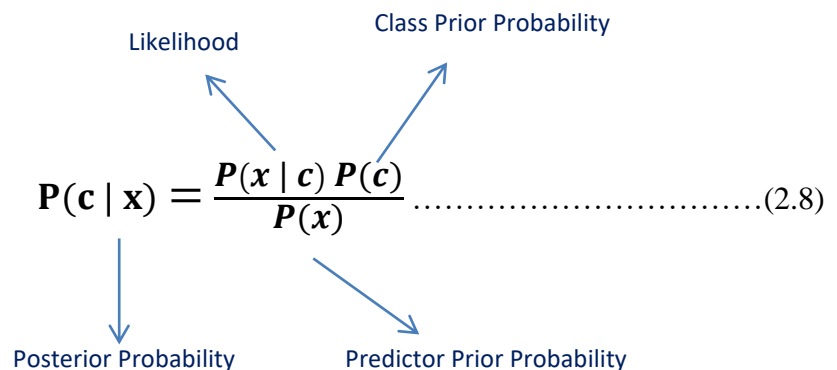 Likelihood
Class Prior Probability
P(c | x) = P(x | c) P(c) / P(x) ……………………………(2.8)
Posterior Probability
Predictor Prior Probability